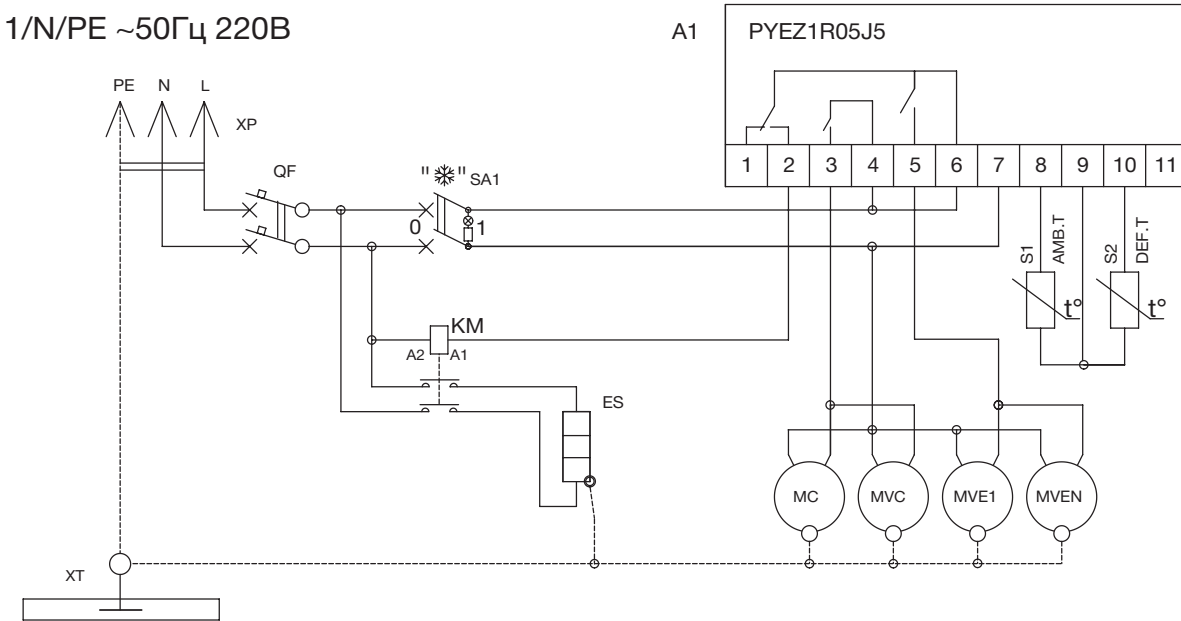 1/N/PE ~50Гц 220В
A1 PYEZ1R05J5
PE N L
XP
1 2 3 4 5 6 7 8 9 10 11
QF
" " SA1
0 1
S1 AMB.T S2 DEF.T
t° t°
KM
A2 A1
ES
MC MVC MVE1 MVEN
XT